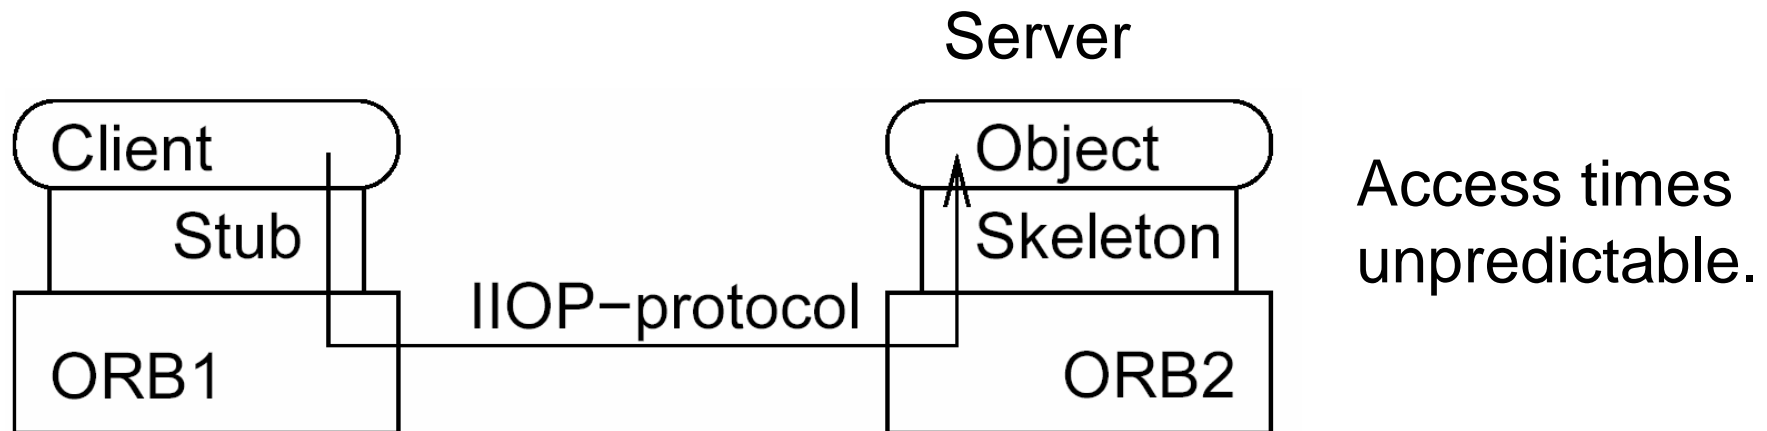 Server
Client
Object
Stub
Skeleton
Access times
unpredictable.
IIOP−protocol
ORB1
ORB2